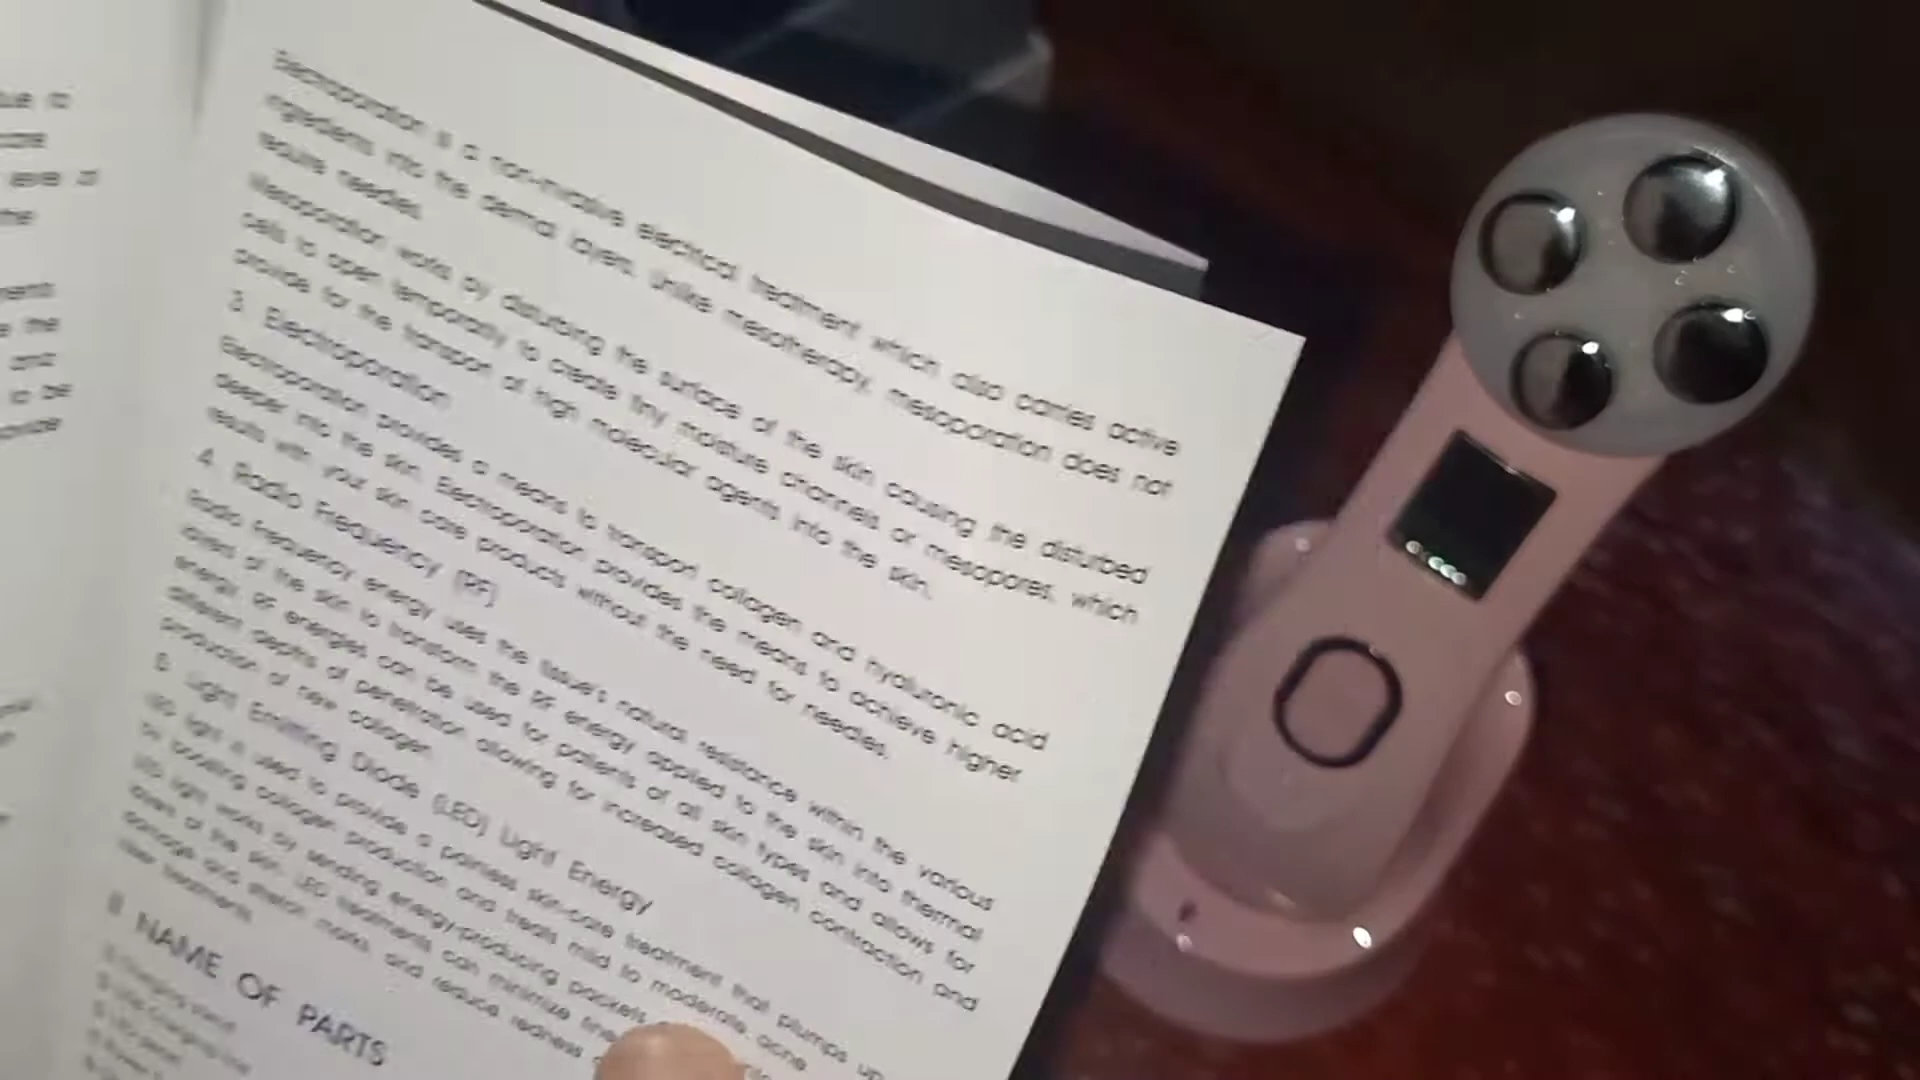 Electroporation is a non-invasive electrical treatment which also carries active
ingredients into the dermal layers. Unlike mesotherapy, mesoporation does not
require needles.
Mesoporation works by disturbing the surface of the skin causing the disturbed
cells to open temporarily to create tiny moisture channels or mesopores, which
provide for the transport of high molecular agents into the skin.
3. Electroporation
Electroporation provides a means to transport collagen and hyaluronic acid
deeper into the skin. Electroporation provides the means to achieve higher
results with your skin care products without the need for needles.
4. Radio Frequency (RF)
Radio Frequency energy uses the tissue's natural resistance within the various
layers of the skin to transform the RF energy applied to the skin into thermal
energy. RF energies can be used for patients of all skin types and allows for
different depths of penetration allowing for increased collagen contraction and
production of new collagen.
5. Light Emitting Diode (LED) Light Energy
LED light is used to provide a painless skin-care treatment that plumps up
by boosting collagen production and treats mild to moderate acne
LED light works by sending energy-producing packets
layers of the skin. LED treatments can minimize fine
damage and stretch marks, and reduce redness
treatments.
NAME OF PARTS